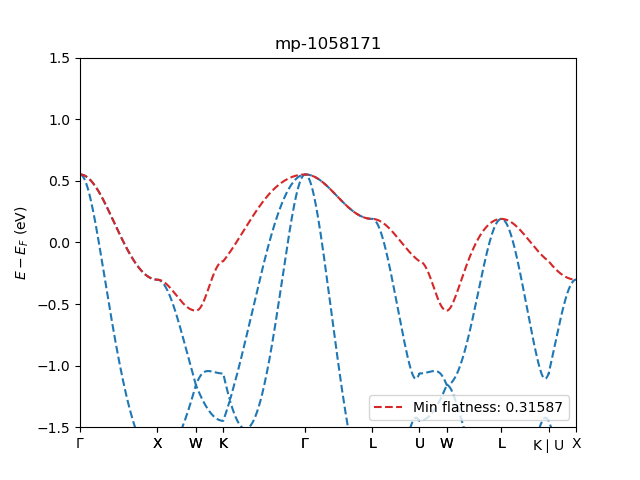 mp-1058171
E − E_F (eV)
1.5
1.0
0.5
0.0
−0.5
−1.0
−1.5
Min flatness: 0.31587
Γ X W K Γ L U W L K | U X